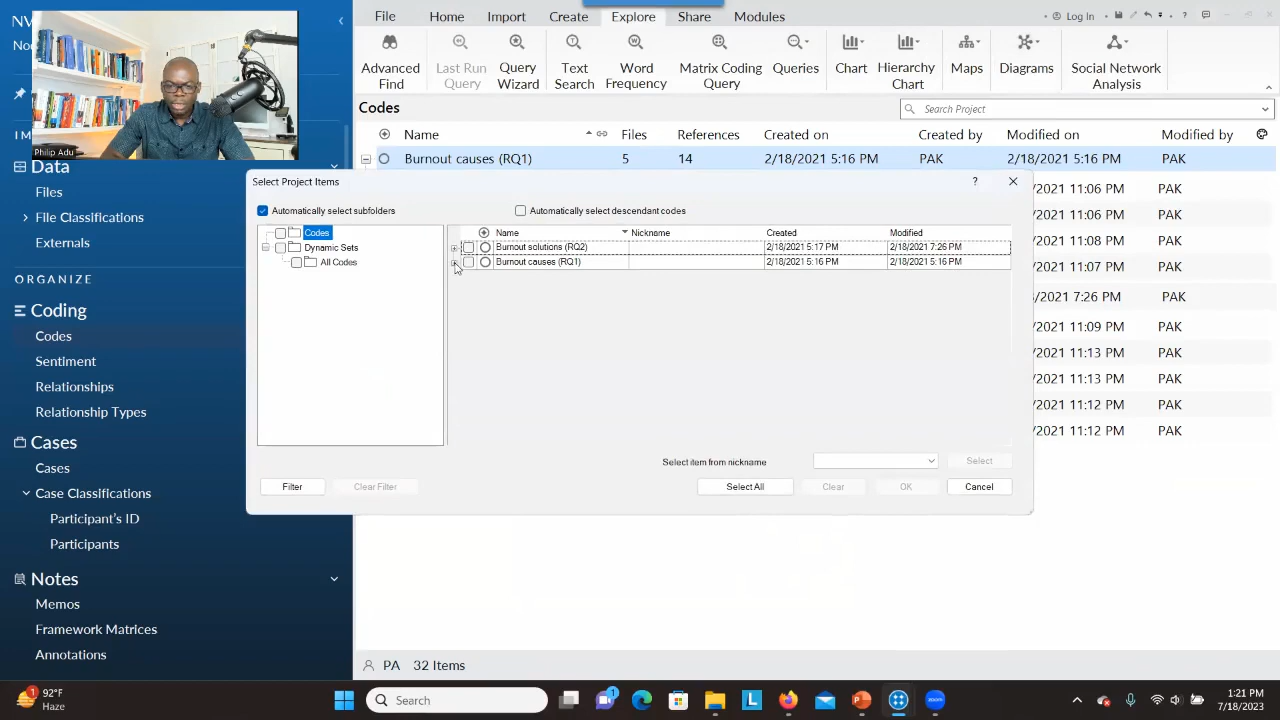 NV
File Home Import Create Explore Share Modules
Log In
Advanced Find
Last Run Query
Query Wizard
Text Search
Word Frequency
Matrix Coding Query
Queries
Chart
Hierarchy Chart
Maps
Diagrams
Social Network Analysis
Codes
Search Project
Name Files References Created on Created by Modified on Modified by
Burnout causes (RQ1) 5 14 2/18/2021 5:16 PM PAK 2/18/2021 5:16 PM PAK
2021 11:06 PM PAK
2021 11:06 PM PAK
2021 11:08 PM PAK
2021 11:07 PM PAK
/2021 7:26 PM PAK
2021 11:09 PM PAK
2021 11:13 PM PAK
2021 11:13 PM PAK
2021 11:12 PM PAK
2021 11:12 PM PAK
Philip Adu
IM
Data
Files
File Classifications
Externals
ORGANIZE
Coding
Codes
Sentiment
Relationships
Relationship Types
Cases
Cases
Case Classifications
Participant's ID
Participants
Notes
Memos
Framework Matrices
Annotations
Select Project Items
? 
Automatically select subfolders
Automatically select descendant codes
Codes
Dynamic Sets
All Codes
Name Nickname Created Modified
Burnout solutions (RQ2) 2/18/2021 5:17 PM 2/18/2021 7:26 PM
Burnout causes (RQ1) 2/18/2021 5:16 PM 2/18/2021 5:16 PM
Select item from nickname
Select
Filter
Clear Filter
Select All
Clear
OK
Cancel
PA 32 Items
1
92°F
Haze
Search
1
L
zoom
1:21 PM
7/18/2023